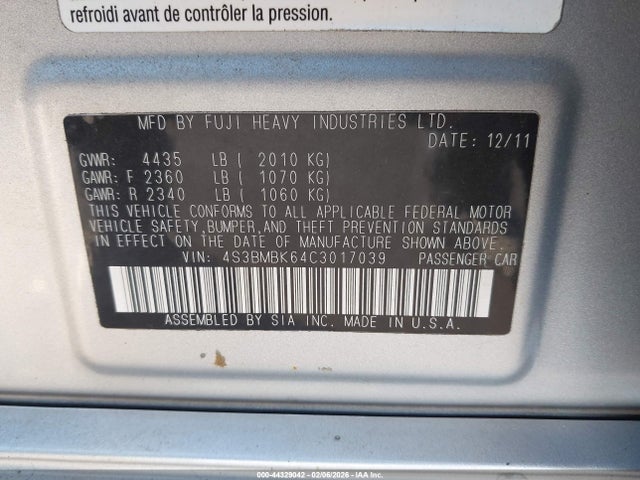 refroidi avant de contrôler la pression.
MFD BY FUJI HEAVY INDUSTRIES LTD.
DATE: 12/11
GVWR: 4435 LB ( 2010 KG)
GAWR: F 2360 LB ( 1070 KG)
GAWR: R 2340 LB ( 1060 KG)
THIS VEHICLE CONFORMS TO ALL APPLICABLE FEDERAL MOTOR
VEHICLE SAFETY,BUMPER,AND THEFT PREVENTION STANDARDS
IN EFFECT ON THE DATE OF MANUFACTURE SHOWN ABOVE.
VIN: 4S3BMBK64C3017039 PASSENGER CAR
ASSEMBLED BY SIA INC. MADE IN U.S.A.
000-44329042 - 02/06/2026 - IAA Inc.